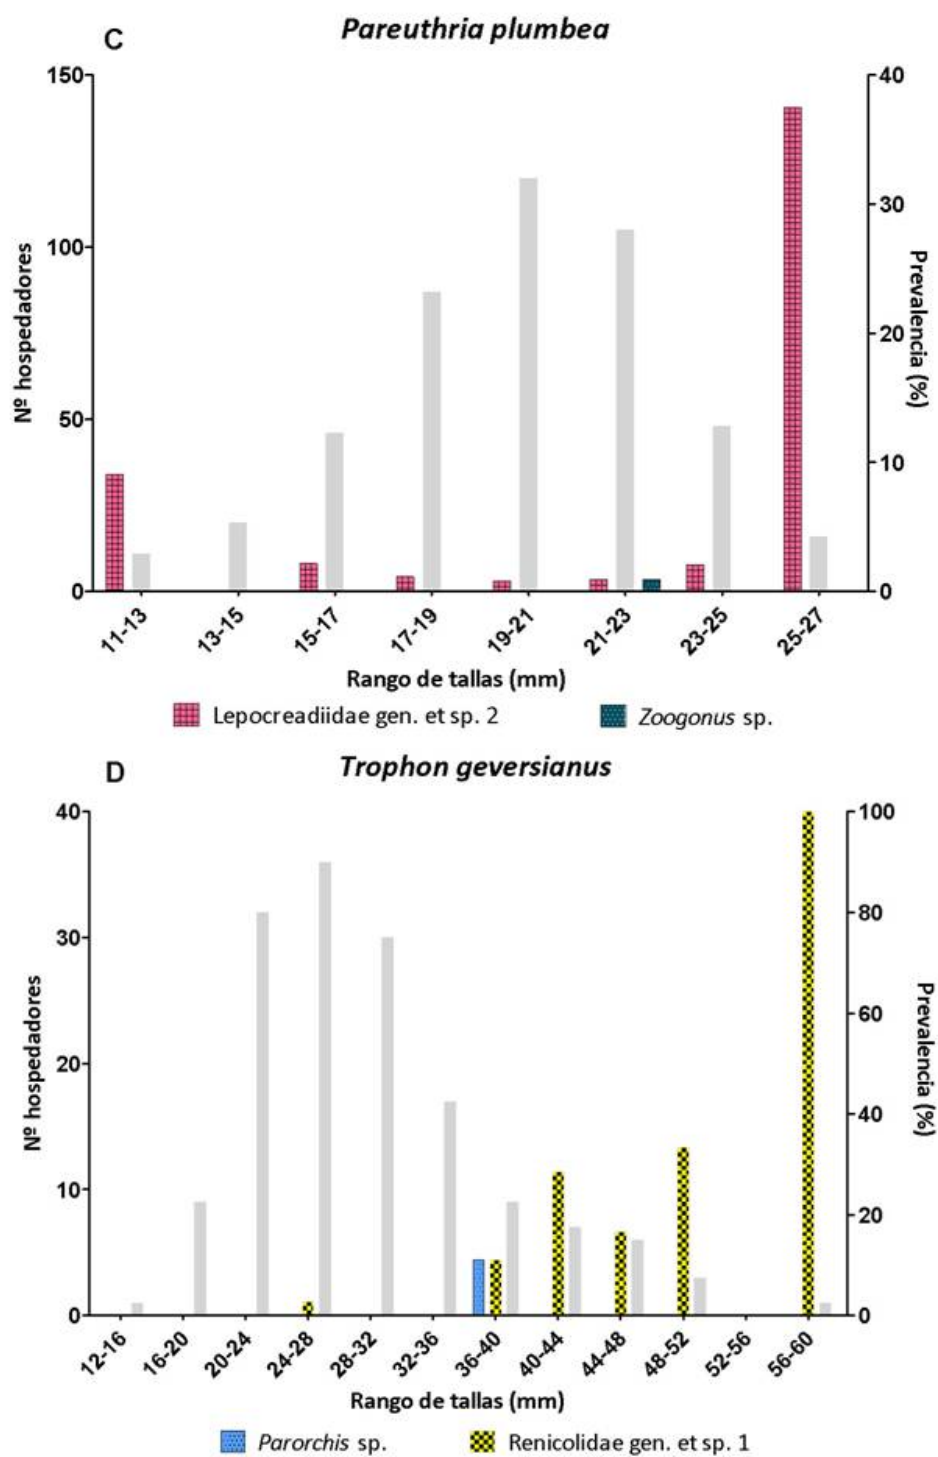 C
Pareuthria plumbea
150
100
50
0
Nº hospedadores
40
30
20
10
0
Prevalencia (%)
11-13
13-15
15-17
17-19
19-21
21-23
23-25
25-27
Rango de tallas (mm)
Lepocreadiidae gen. et sp. 2
Zoogonus sp.
D
Trophon geversianus
40
30
20
10
0
Nº hospedadores
100
80
60
40
20
0
Prevalencia (%)
12-16
16-20
20-24
24-28
28-32
32-36
36-40
40-44
44-48
48-52
52-56
56-60
Rango de tallas (mm)
Parorchis sp.
Renicolidae gen. et sp. 1